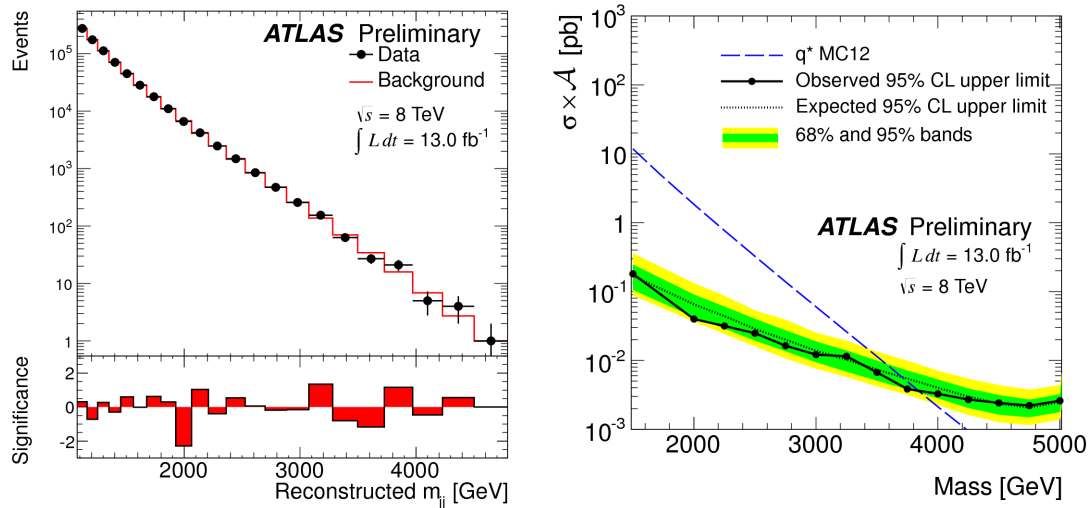 Events
ATLAS Preliminary
Data
Background
√s = 8 TeV
∫ L dt = 13.0 fb⁻¹
10⁵
10⁴
10³
10²
10
1
Significance
2
0
-2
2000 3000 4000
Reconstructed m_jj [GeV]
σ × A [pb]
q* MC12
Observed 95% CL upper limit
Expected 95% CL upper limit
68% and 95% bands
ATLAS Preliminary
∫ L dt = 13.0 fb⁻¹
√s = 8 TeV
10³
10²
10
1
10⁻¹
10⁻²
10⁻³
2000 3000 4000 5000
Mass [GeV]